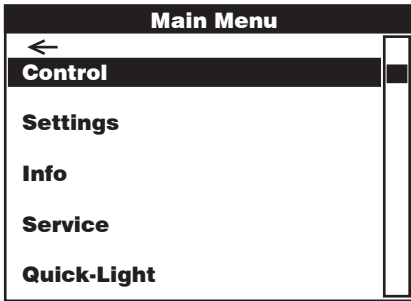 Main Menu
←
Control
Settings
Info
Service
Quick-Light